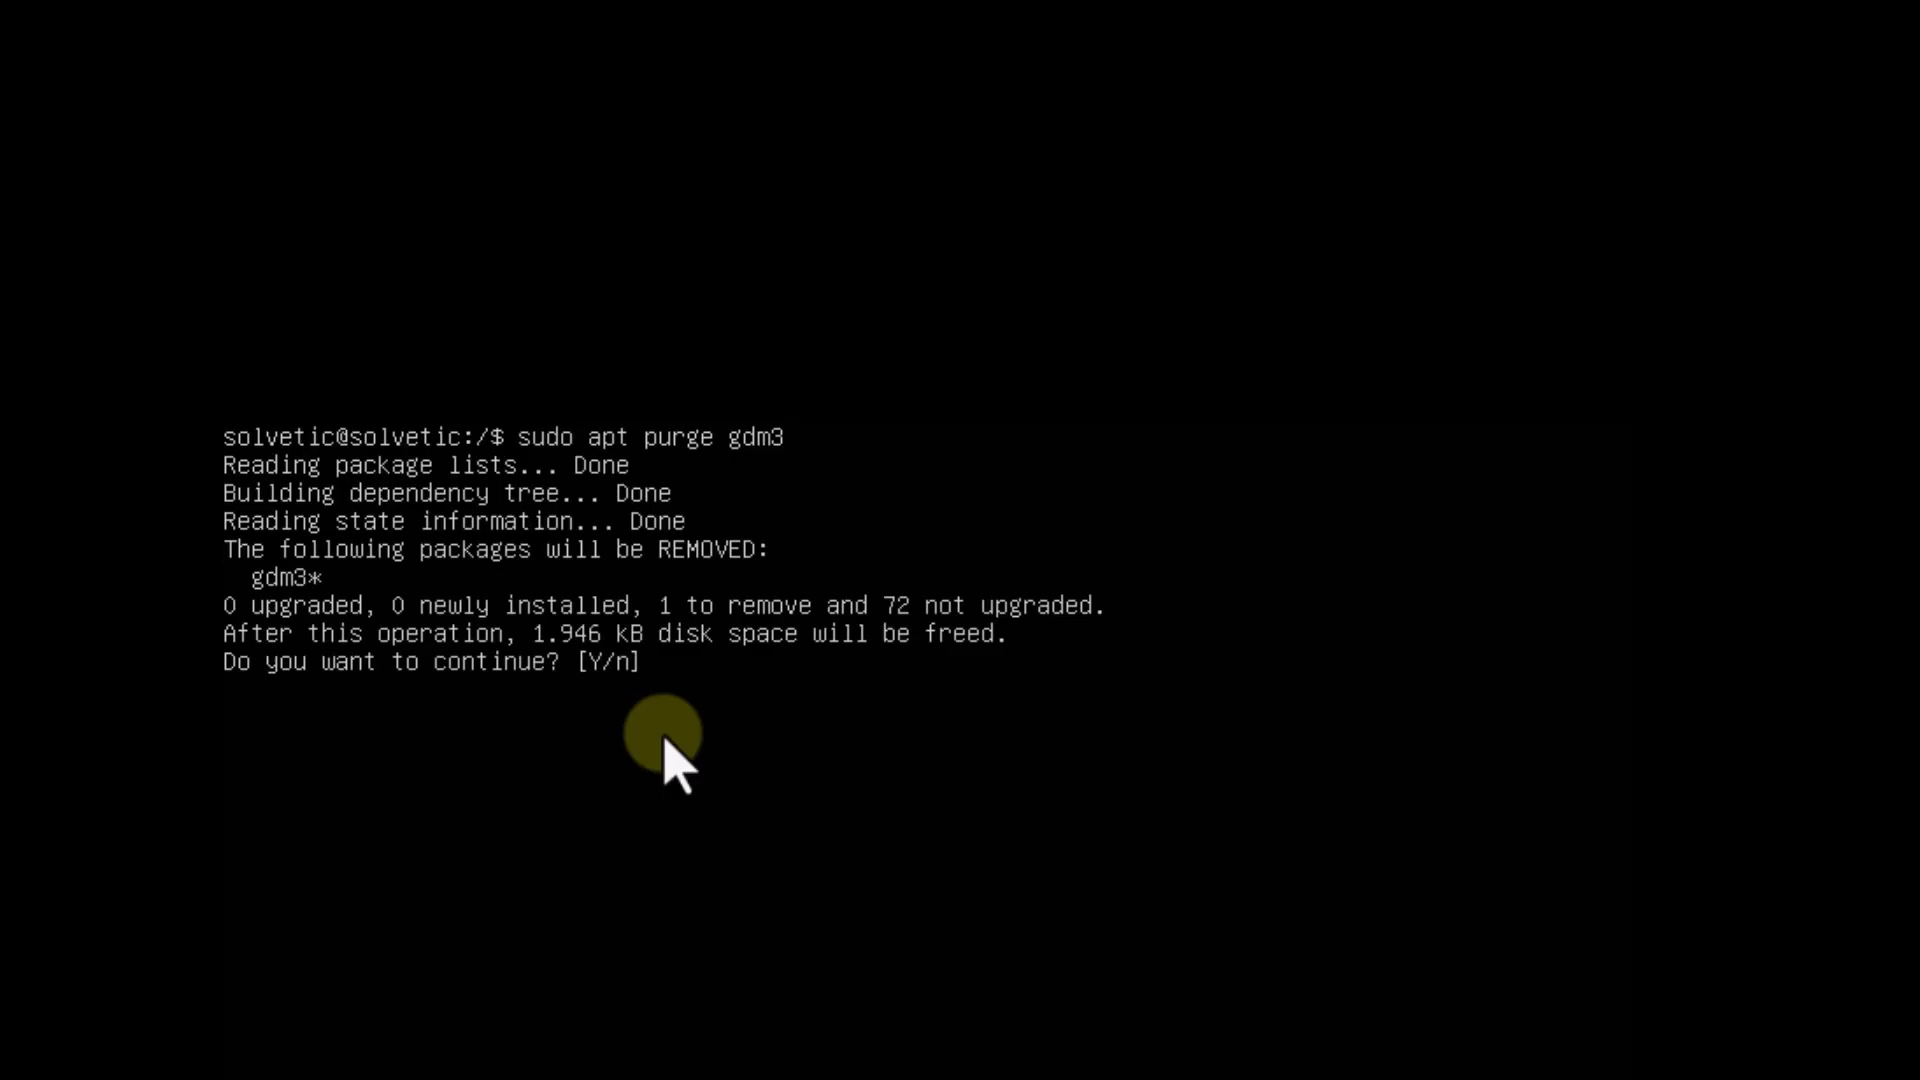 solvetic@solvetic:/$ sudo apt purge gdm3
Reading package lists... Done
Building dependency tree... Done
Reading state information... Done
The following packages will be REMOVED:
  gdm3*
0 upgraded, 0 newly installed, 1 to remove and 72 not upgraded.
After this operation, 1.946 kB disk space will be freed.
Do you want to continue? [Y/n]